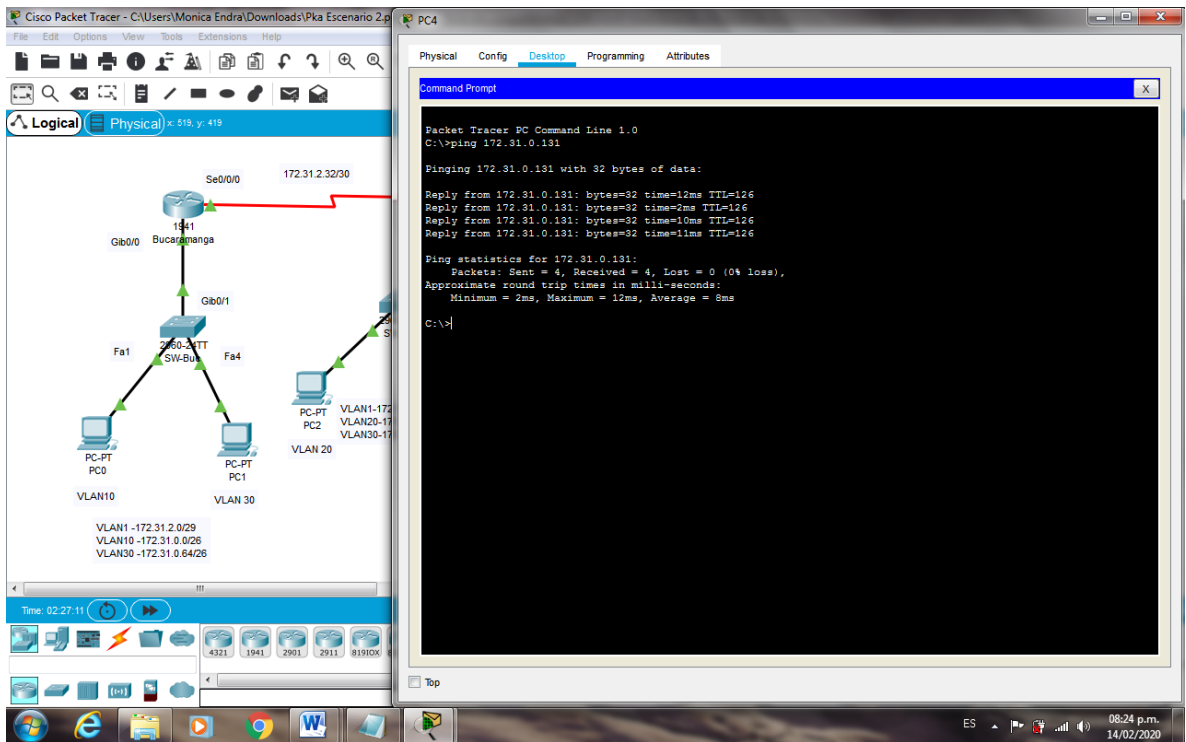 Cisco Packet Tracer - C:\Users\Monica Endra\Downloads\Pka Escenario 2.p
File Edit Options View Tools Extensions Help
Logical
Physical
x: 519, y: 419
Se0/0/0
172.31.2.32/30
1941
Bucaramanga
Gib0/0
Gib0/1
2960-24TT
SW-Buc
Fa1
Fa4
PC-PT
PC0
VLAN10
PC-PT
PC1
VLAN 30
PC-PT
PC2
VLAN 20
VLAN1-172
VLAN20-17
VLAN30-17
VLAN1 -172.31.2.0/29
VLAN10 -172.31.0.0/26
VLAN30 -172.31.0.64/26
Time: 02:27:11
4321 1941 2901 2911 819IOX
PC4
Physical Config Desktop Programming Attributes
Command Prompt
X
Packet Tracer PC Command Line 1.0
C:\>ping 172.31.0.131
Pinging 172.31.0.131 with 32 bytes of data:
Reply from 172.31.0.131: bytes=32 time=12ms TTL=126
Reply from 172.31.0.131: bytes=32 time=2ms TTL=126
Reply from 172.31.0.131: bytes=32 time=10ms TTL=126
Reply from 172.31.0.131: bytes=32 time=11ms TTL=126
Ping statistics for 172.31.0.131:
Packets: Sent = 4, Received = 4, Lost = 0 (0% loss),
Approximate round trip times in milli-seconds:
Minimum = 2ms, Maximum = 12ms, Average = 8ms
C:\>
Top
ES
08:24 p.m.
14/02/2020